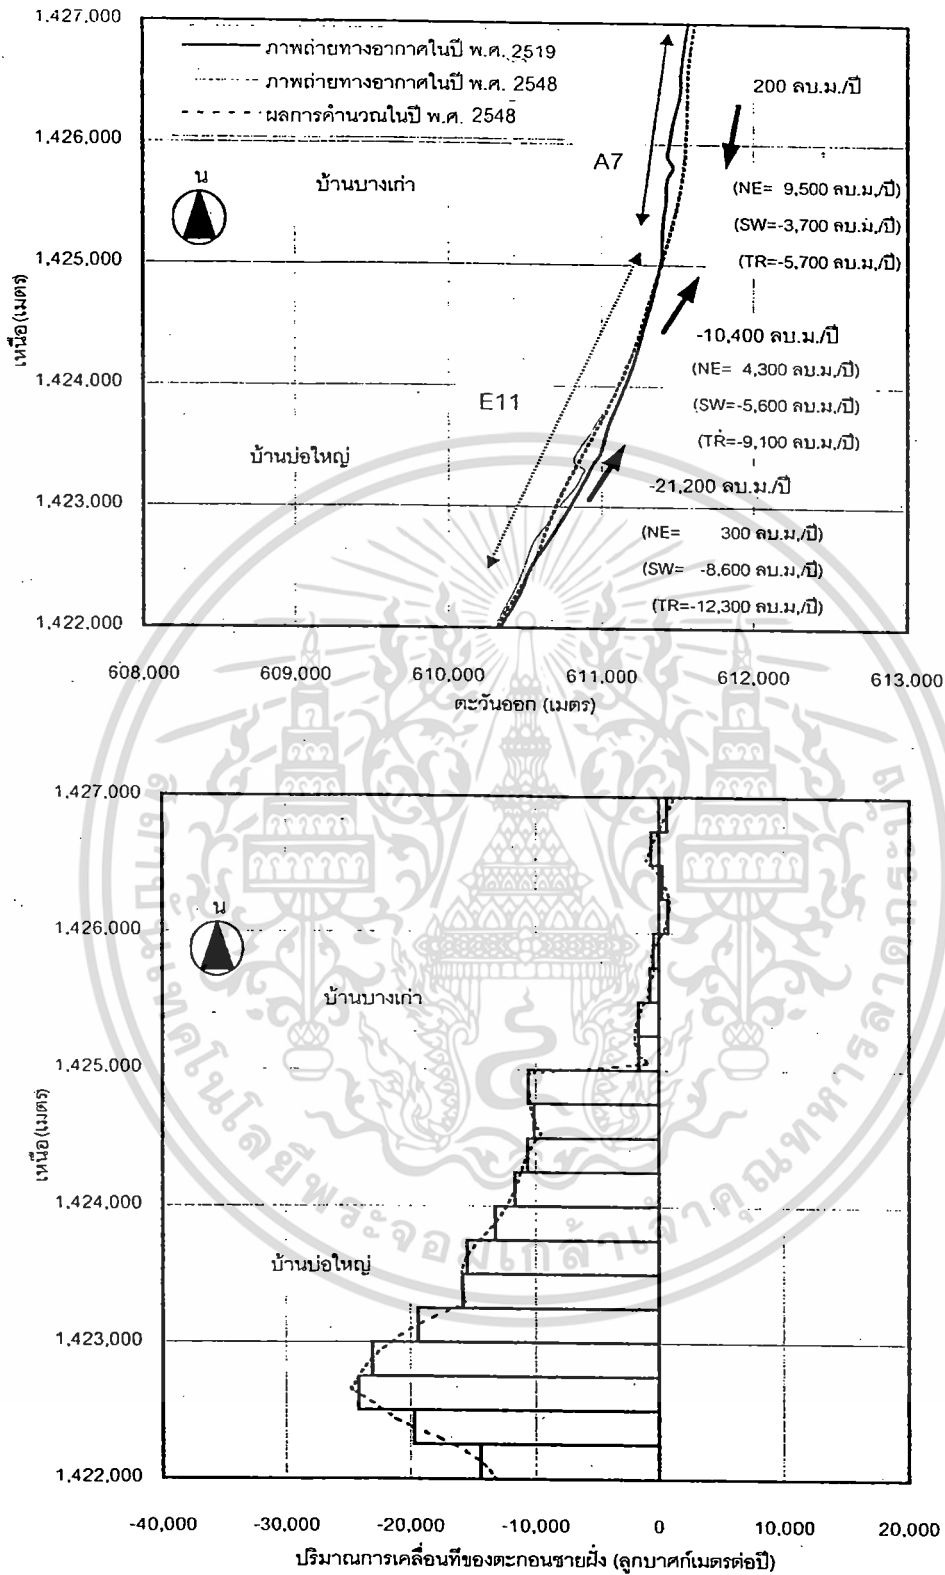 1,427,000
ภาพถ่ายทางอากาศในปี พ.ศ. 2519
ภาพถ่ายทางอากาศในปี พ.ศ. 2548
ผลการคำนวณในปี พ.ศ. 2548
200 ลบ.ม./ปี
1,426,000
น
บ้านบางเก่า
A7
(NE= 9,500 ลบ.ม./ปี)
(SW=-3,700 ลบ.ม./ปี)
(TR=-5,700 ลบ.ม./ปี)
1,425,000
เหนือ (เมตร)
-10,400 ลบ.ม./ปี
(NE= 4,300 ลบ.ม./ปี)
(SW=-5,600 ลบ.ม./ปี)
(TR=-9,100 ลบ.ม./ปี)
1,424,000
E11
บ้านบ่อใหญ่
-21,200 ลบ.ม./ปี
1,423,000
(NE= 300 ลบ.ม./ปี)
(SW= -8,600 ลบ.ม./ปี)
(TR=-12,300 ลบ.ม./ปี)
1,422,000
608,000 609,000 610,000 611,000 612,000 613,000
ตะวันออก (เมตร)
1,427,000
น
1,426,000
บ้านบางเก่า
1,425,000
เหนือ (เมตร)
1,424,000
บ้านบ่อใหญ่
1,423,000
1,422,000
-40,000 -30,000 -20,000 -10,000 0 10,000 20,000
ปริมาณการเคลื่อนที่ของตะกอนชายฝั่ง (ลูกบาศก์เมตรต่อปี)